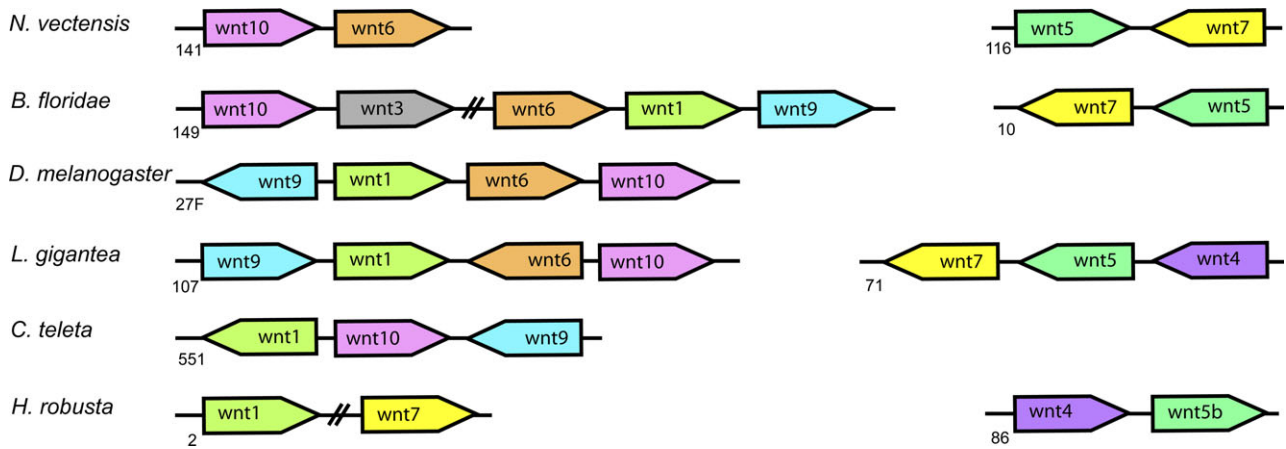 N. vectensis wnt10 wnt6 wnt5 wnt7
141 116
B. floridae wnt10 wnt3 wnt6 wnt1 wnt9 wnt7 wnt5
149 10
D. melanogaster wnt9 wnt1 wnt6 wnt10
27F
L. gigantea wnt9 wnt1 wnt6 wnt10 wnt7 wnt5 wnt4
107 71
C. teleta wnt1 wnt10 wnt9
551
H. robusta wnt1 wnt7 wnt4 wnt5b
2 86